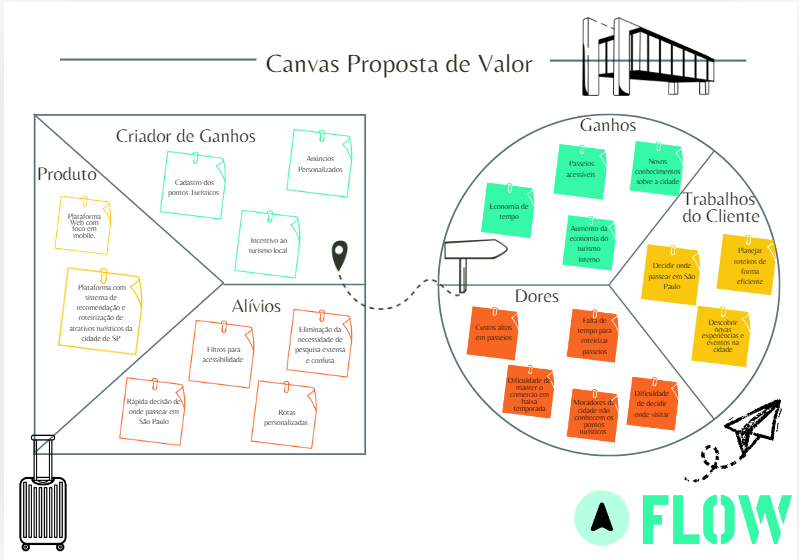 Canvas Proposta de Valor
Criador de Ganhos
Cadastro dos
pontos Turísticos
Anúncios
Personalizados
Incentivo ao
turismo local
Produto
Plataforma
Web com
foco em
mobile.
Plataforma com
sistema de
recomendação e
roteirização de
atrativos turísticos da
cidade de SP
Alívios
Filtros para
acessibilidade
Eliminação da
necessidade de
pesquisa externa
e confusa
Rápida decisão de
onde passear em
São Paulo
Rotas
personalizadas
Ganhos
Passeios
acessíveis
Novos
conhecimentos
sobre a cidade
Economia de
tempo
Aumento da
economia do
turismo
interno
Trabalhos
do Cliente
Decidir onde
passear em São
Paulo
Planejar
roteiros de
forma
eficiente
Descobrir
novas
experiências e
eventos na
cidade
Dores
Custos altos
em passeios
Falta de
tempo para
roteirizar
passeios
Dificuldade de
manter o
comercio em
baixa
temporada
Moradores da
cidade não
conhecem os
pontos
turísticos
Dificuldade
de decidir
onde visitar
FLOW